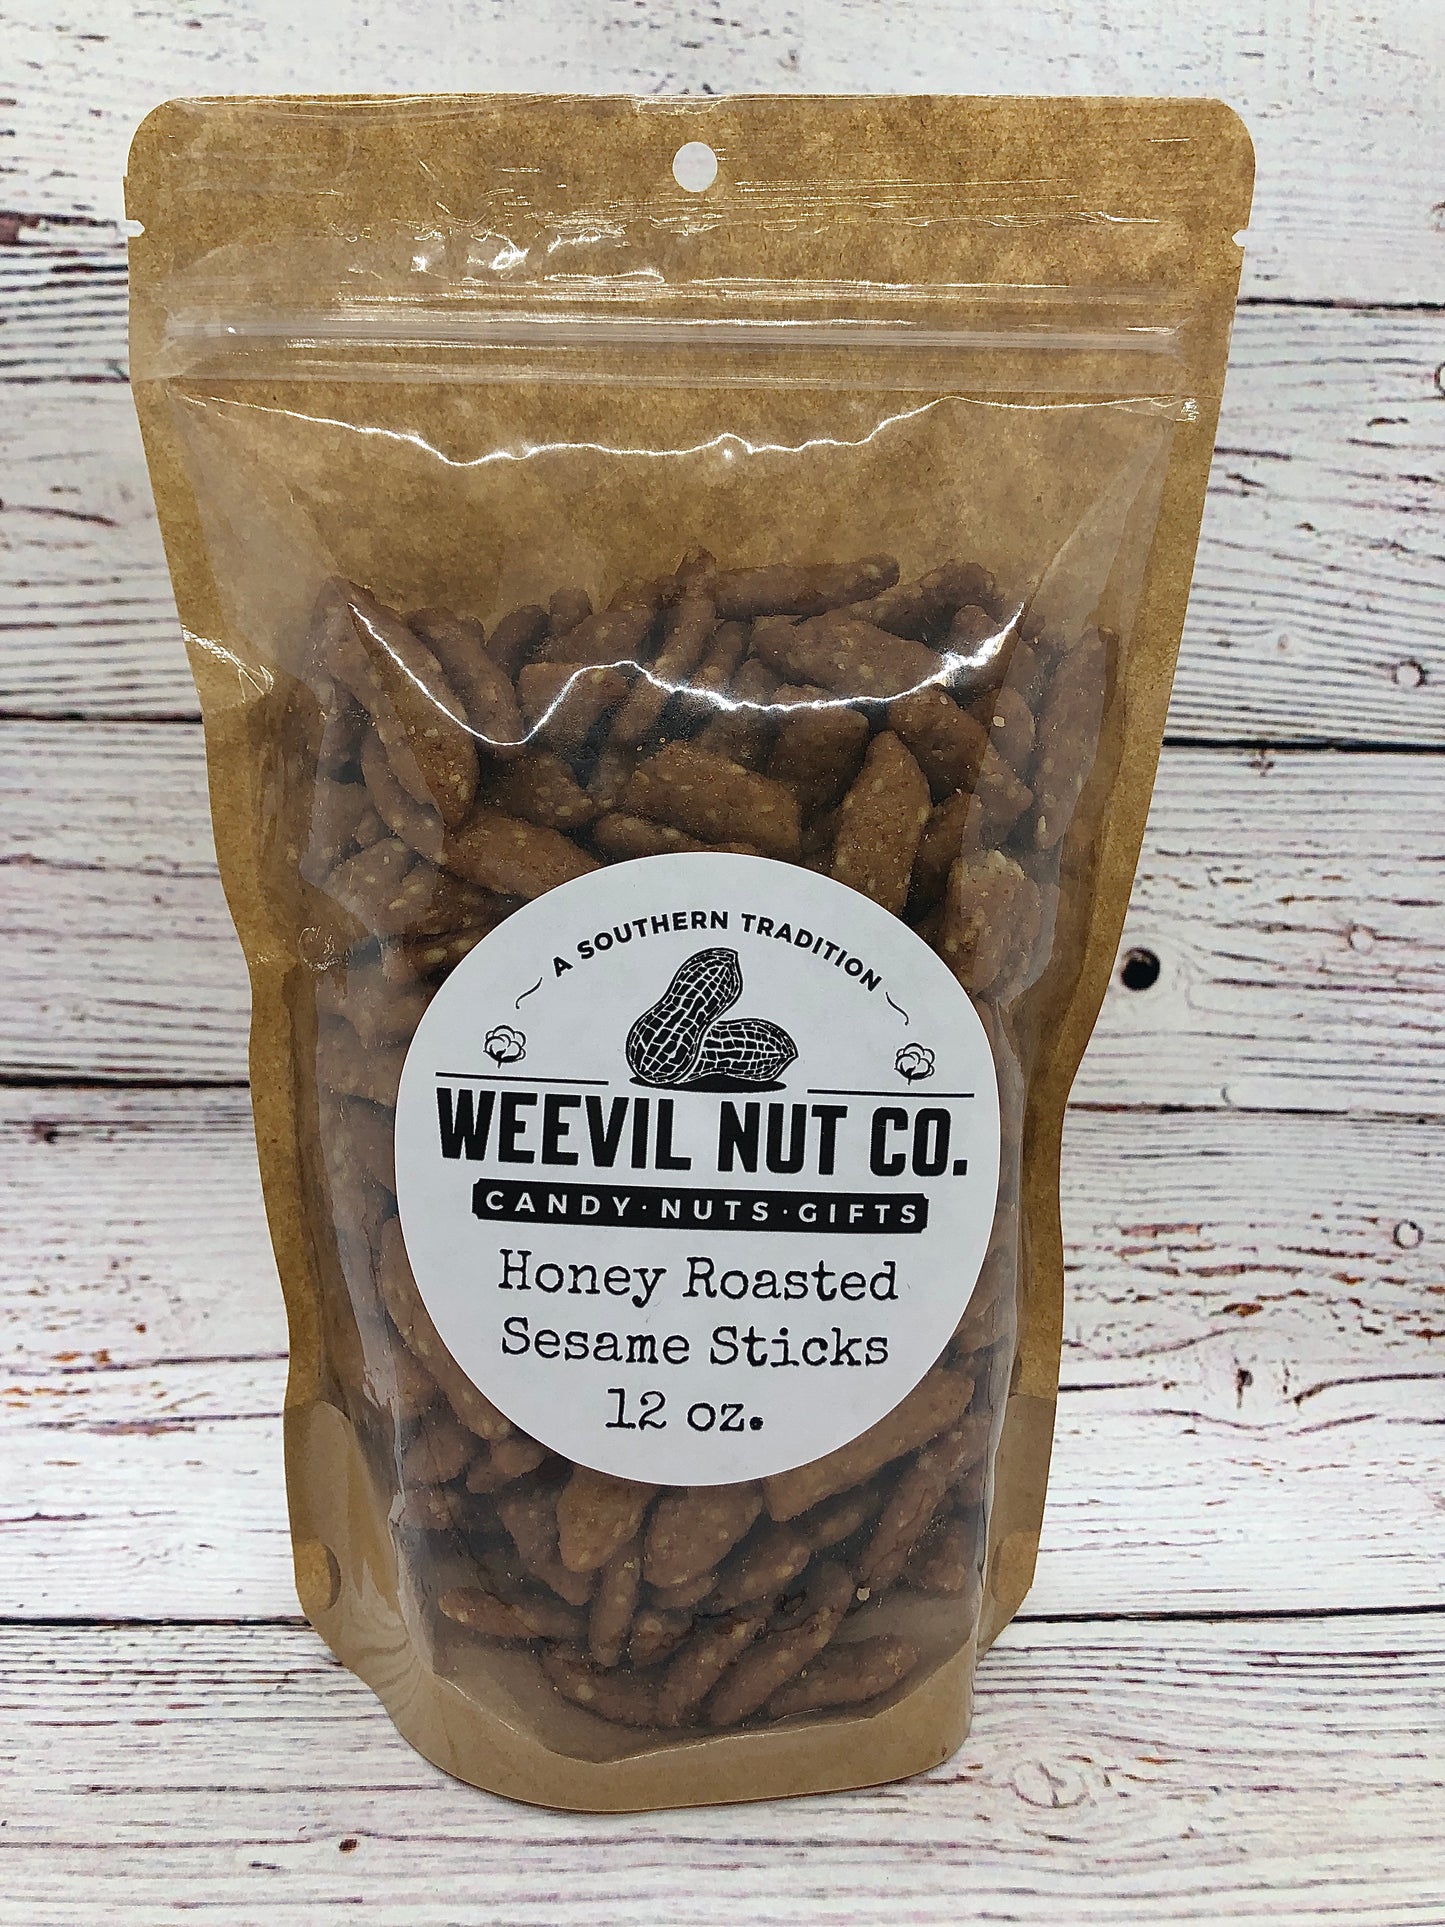 A SOUTHERN TRADITION
WEEVIL NUT CO.
CANDY·NUTS·GIFTS
Honey Roasted
Sesame Sticks
12 oz.